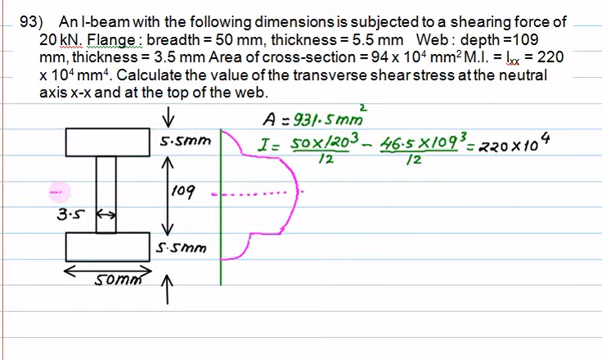 93) An I-beam with the following dimensions is subjected to a shearing force of
20 kN. Flange : breadth = 50 mm, thickness = 5.5 mm Web : depth =109
mm, thickness = 3.5 mm Area of cross-section = 94 x 10⁴ mm² M.I. = Ixx = 220
x 10⁴ mm⁴. Calculate the value of the transverse shear stress at the neutral
axis x-x and at the top of the web.
A = 931.5mm²
5.5mm
I = 50x120³/12 - 46.5x109³/12 = 220x10⁴
109
3.5
5.5mm
50mm